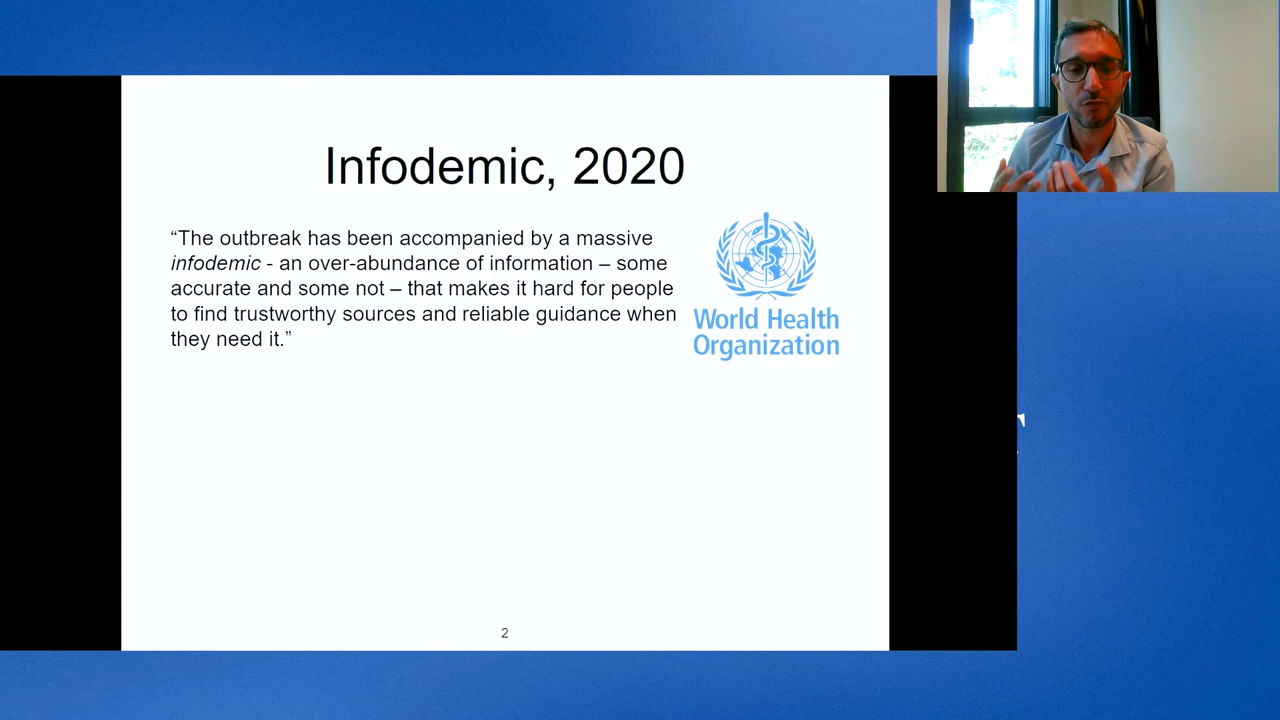 Infodemic, 2020
“The outbreak has been accompanied by a massive
infodemic - an over-abundance of information – some
accurate and some not – that makes it hard for people
to find trustworthy sources and reliable guidance when
they need it.”
World Health
Organization
2